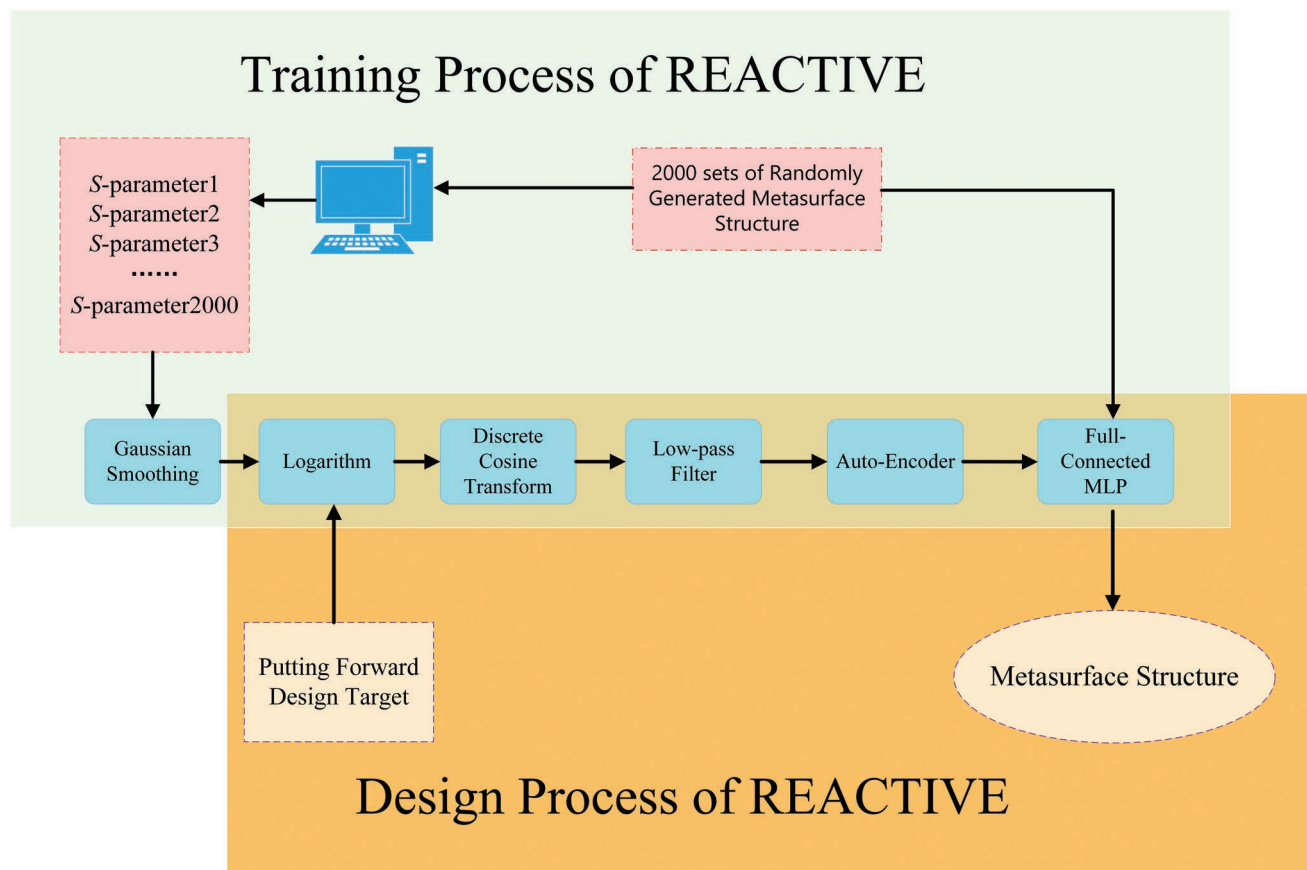 Training Process of REACTIVE
S-parameter1
S-parameter2
S-parameter3
......
S-parameter2000
2000 sets of Randomly
Generated Metasurface
Structure
Gaussian
Smoothing
Logarithm
Discrete
Cosine
Transform
Low-pass
Filter
Auto-Encoder
Full-
Connected
MLP
Putting Forward
Design Target
Metasurface Structure
Design Process of REACTIVE